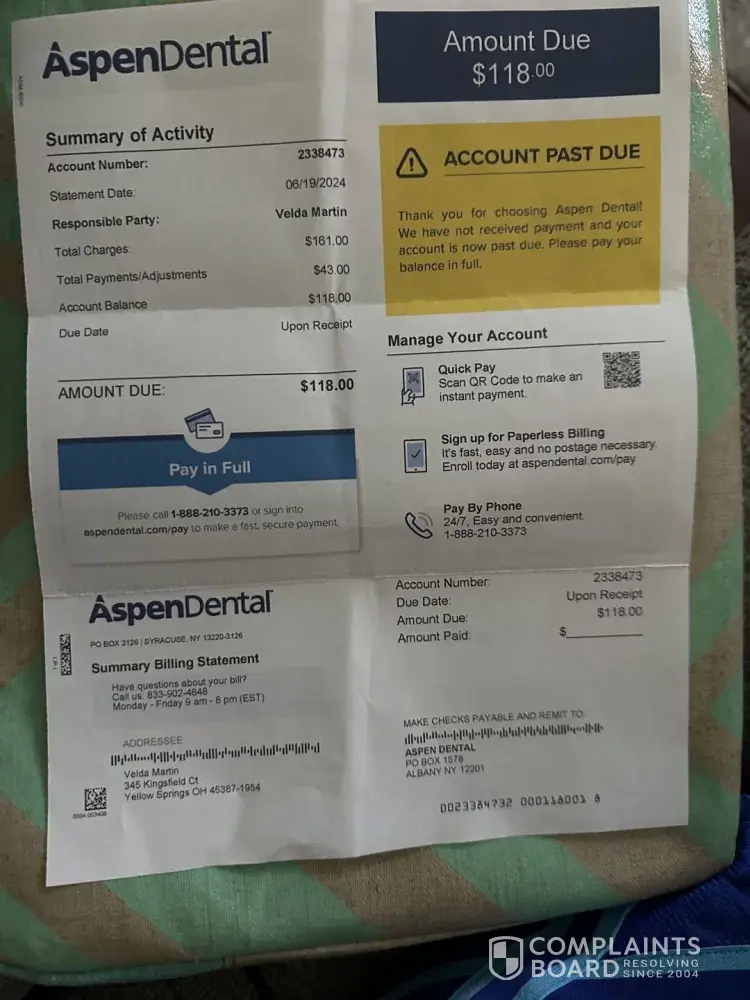 AspenDental
Amount Due
$118.00
Summary of Activity
Account Number: 2338473
Statement Date: 06/19/2024
Responsible Party: Velda Martin
Total Charges: $161.00
Total Payments/Adjustments $43.00
Account Balance $118.00
Due Date Upon Receipt
AMOUNT DUE: $118.00
Pay in Full
Please call 1-888-210-3373 or sign into
aspendental.com/pay to make a fast, secure payment.
ACCOUNT PAST DUE
Thank you for choosing Aspen Dental!
We have not received payment and your
account is now past due. Please pay your
balance in full.
Manage Your Account
Quick Pay
Scan QR Code to make an
instant payment.
Sign up for Paperless Billing
It's fast, easy and no postage necessary.
Enroll today at aspendental.com/pay
Pay By Phone
24/7, Easy and convenient.
1-888-210-3373
AspenDental
PO BOX 3126 | SYRACUSE, NY 13220-3126
Summary Billing Statement
Have questions about your bill?
Call us: 833-902-4848
Monday - Friday 9 am - 8 pm (EST)
ADDRESSEE
Velda Martin
345 Kingsfield Ct
Yellow Springs OH 45387-1954
Account Number: 2338473
Due Date: Upon Receipt
Amount Due: $118.00
Amount Paid: $
MAKE CHECKS PAYABLE AND REMIT TO:
ASPEN DENTAL
PO BOX 1578
ALBANY NY 12201
0023384732 000118001 8
COMPLAINTS
BOARD RESOLVING
SINCE 2004